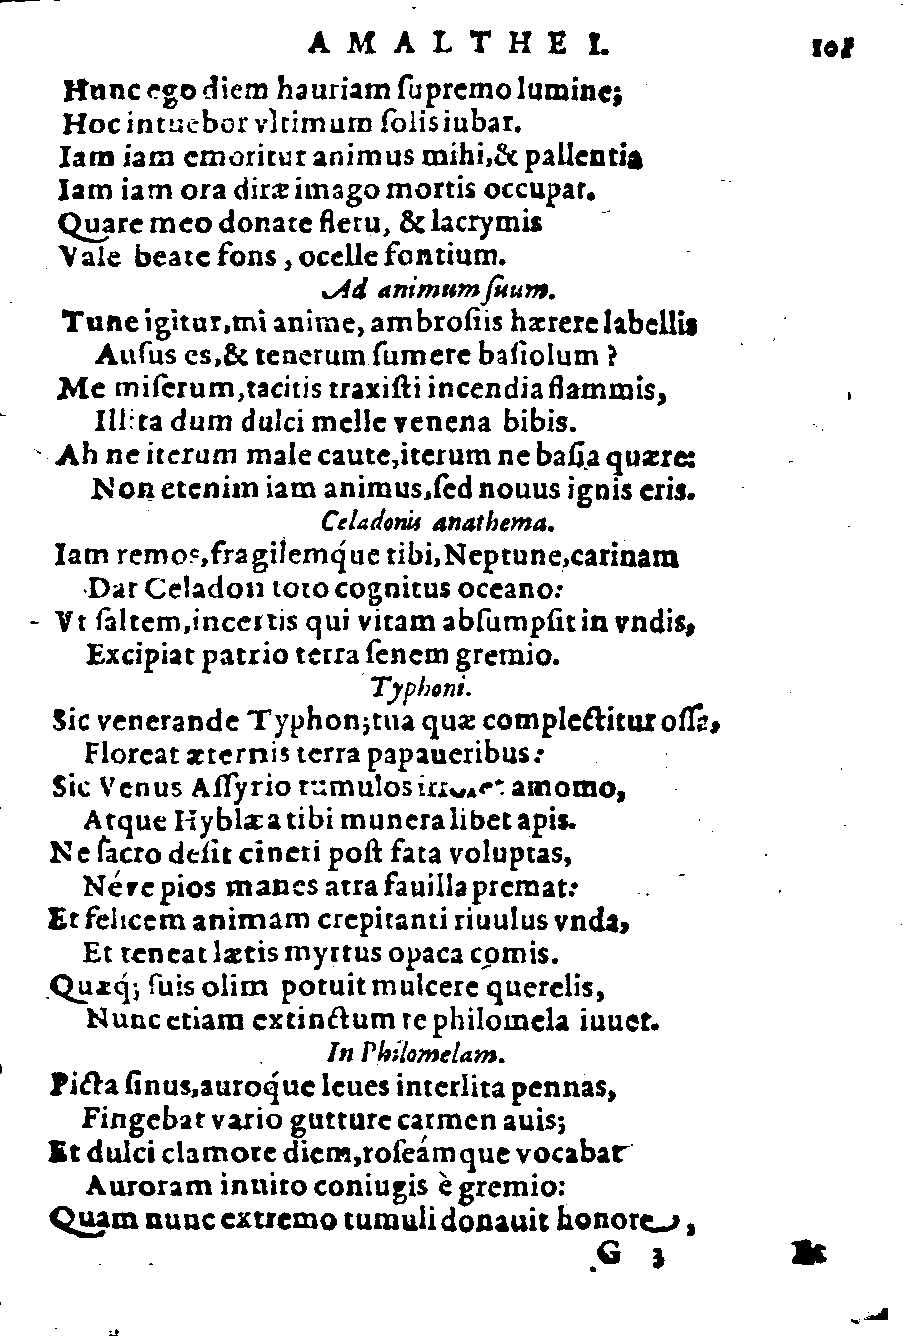 AMALTHEI. 101
Hunc ego diem hauriam ſupremo lumine;
Hoc intuebor vltimum ſolis iubar.
Iam iam emoritur animus mihi,& pallentia
Iam iam ora diræ imago mortis occupat.
Quare meo donate fletu, & lacrymis
Vale beate fons, ocelle fontium.
Ad animum ſuum.
Tune igitur,mi anime, ambroſiis hærere labellis
Auſus es,& tenerum ſumere baſiolum?
Me miſerum,tacitis traxiſti incendia flammis,
Illita dum dulci melle venena bibis.
Ah ne iterum male caute,iterum ne baſia quære:
Non etenim iam animus,ſed nouus ignis eris.
Celadonis anathema.
Iam remos,fragilemq́ue tibi,Neptune,carinam
Dat Celadon toto cognitus oceano:
Vt ſaltem,incertis qui vitam abſumpſit in vndis,
Excipiat patrio terra ſenem gremio.
Typhoni.
Sic venerande Typhon;tua quæ complectitur oſſa,
Floreat æternis terra papaueribus:
Sic Venus Aſſyrio tumulos amomo,
Atque Hyblæa tibi munera libet apis.
Ne ſacro deſit cineri poſt fata voluptas,
Néve pios manes atra fauilla premat:
Et felicem animam crepitanti riuulus vnda,
Et teneat lætis myrtus opaca comis.
Quæq́; ſuis olim potuit mulcere querelis,
Nunc etiam extinctum te philomela iuuet.
In Philomelam.
Picta ſinus,auroq́ue leues interlita pennas,
Fingebat vario gutture carmen auis;
Et dulci clamore diem,roſeámque vocabat
Auroram inuito coniugis è gremio:
Quam nunc extremo tumuli donauit honore,
G 3 Et